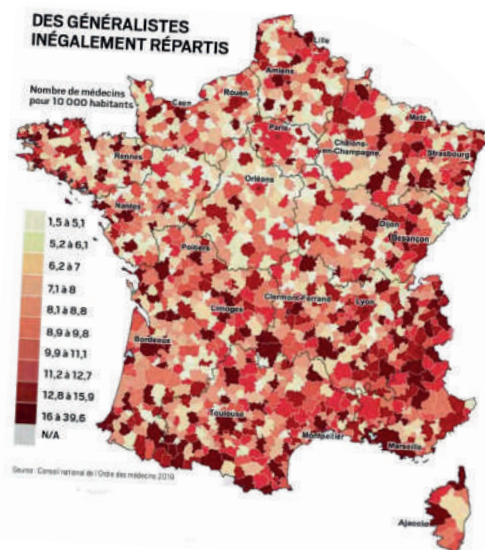 DES GÉNÉRALISTES
INÉGALEMENT RÉPARTIS
Nombre de médecins
pour 10 000 habitants
Lille
Amiens
Rouen
Caen
Metz
Paris
Châlons
-en-Champagne
Strasbourg
Rennes
Orléans
Nantes
Dijon
Besançon
Poitiers
Clermont-Ferrand
Lyon
Limoges
Bordeaux
Toulouse
Montpellier
Marseille
Ajaccio
1,5 à 5,1
5,2 à 6,1
6,2 à 7
7,1 à 8
8,1 à 8,8
8,9 à 9,8
9,9 à 11,1
11,2 à 12,7
12,8 à 15,9
16 à 39,6
N/A
Source : Conseil national de l'Ordre des médecins 2019